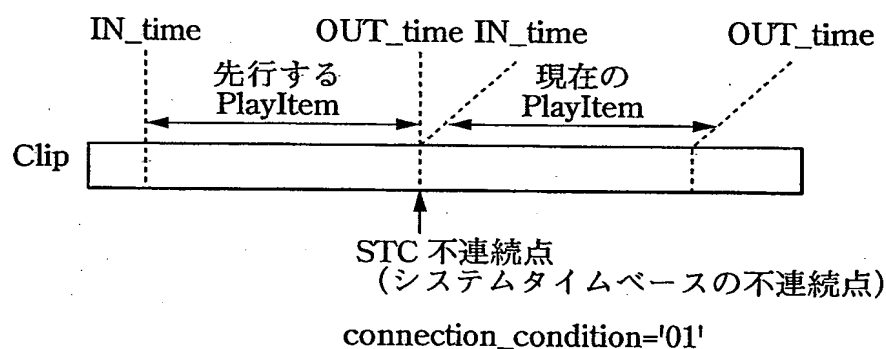 IN_time OUT_time IN_time OUT_time
先行する 現在の
PlayItem PlayItem
Clip
STC 不連続点
(システムタイムベースの不連続点)
connection_condition='01'